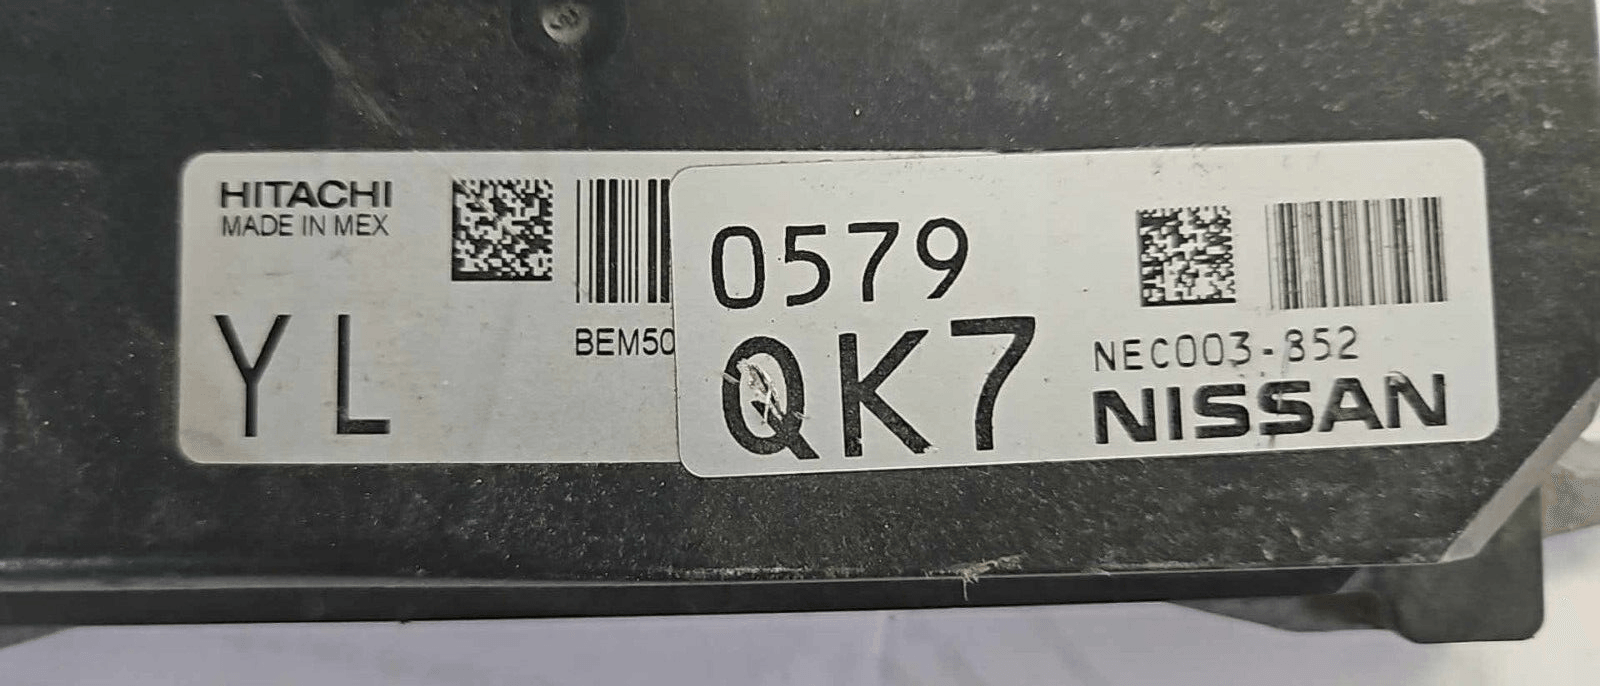 HITACHI
MADE IN MEX
YL
BEM50
0579
QK7
NEC003-852
NISSAN